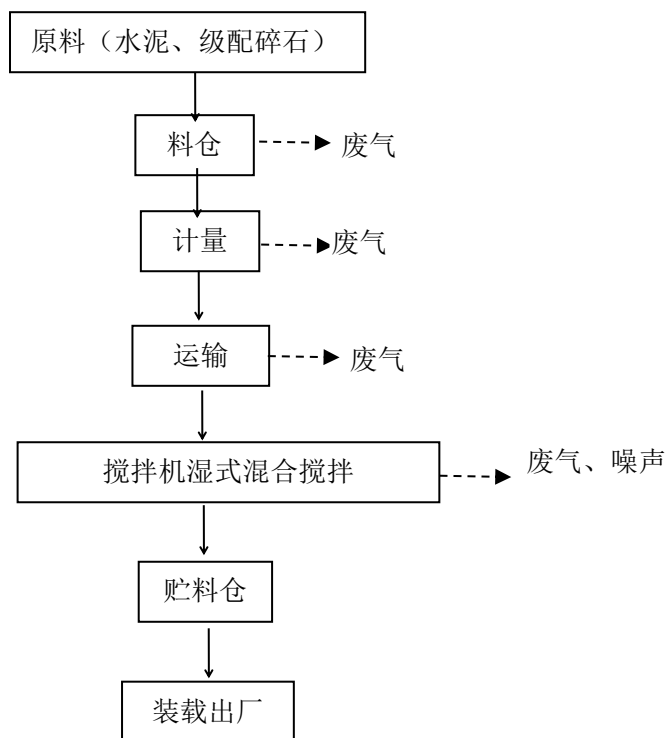 原料（水泥、级配碎石）
料仓
废气
计量
废气
运输
废气
搅拌机湿式混合搅拌
废气、噪声
贮料仓
装载出厂